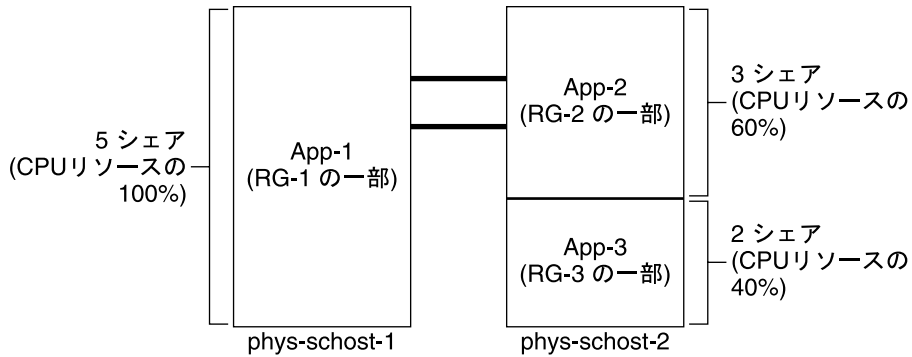 5 シェア
(CPUリソースの
100%)
App-1
(RG-1 の一部)
phys-schost-1
App-2
(RG-2 の一部)
3 シェア
(CPUリソースの
60%)
App-3
(RG-3 の一部)
2 シェア
(CPUリソースの
40%)
phys-schost-2